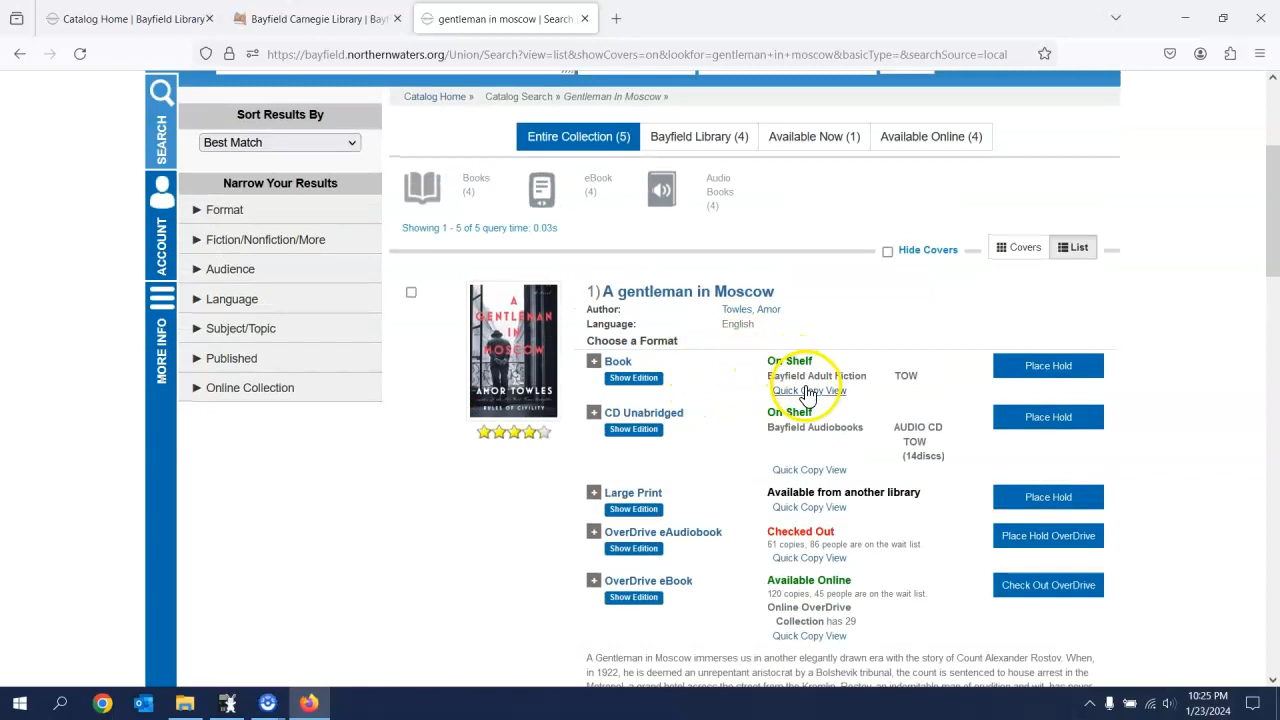 Catalog Home | Search Results
Bayfield Carnegie Library | Bayf
gentleman in moscow | Search
https://bayfield.northernwaters.org/Union/Search?view=list&showCovers=on&lookfor=gentleman+in+moscow&basicType=&searchSource=local
SEARCH
ACCOUNT
MORE INFO
Sort Results By
Best Match
Narrow Your Results
Format
Fiction/Nonfiction/More
Audience
Language
Subject/Topic
Published
Online Collection
Catalog Home » Catalog Search » Gentleman In Moscow »
Entire Collection (5) Bayfield Library (4) Available Now (1) Available Online (4)
Books
(4)
eBook
(4)
Audio
Books
(4)
Showing 1 - 5 of 5 query time: 0.03s
Hide Covers Covers List
1) A gentleman in Moscow
Author: Towles, Amor
Language: English
Choose a Format
A
GENTLEMAN
IN
MOSCOW
AMOR TOWLES
RULES OF CIVILITY
Book On Shelf Place Hold
Show Edition Bayfield Adult Fiction TOW
Quick Copy View
CD Unabridged On Shelf Place Hold
Show Edition Bayfield Audiobooks AUDIO CD
TOW
(14discs)
Quick Copy View
Large Print Available from another library Place Hold
Show Edition Quick Copy View
OverDrive eAudiobook Checked Out Place Hold OverDrive
Show Edition 61 copies, 86 people are on the wait list
Quick Copy View
OverDrive eBook Available Online Check Out OverDrive
Show Edition 120 copies, 45 people are on the wait list.
Online OverDrive
Collection has 29
Quick Copy View
A Gentleman in Moscow immerses us in another elegantly drawn era with the story of Count Alexander Rostov. When,
in 1922, he is deemed an unrepentant aristocrat by a Bolshevik tribunal, the count is sentenced to house arrest in the
10:25 PM
1/23/2024